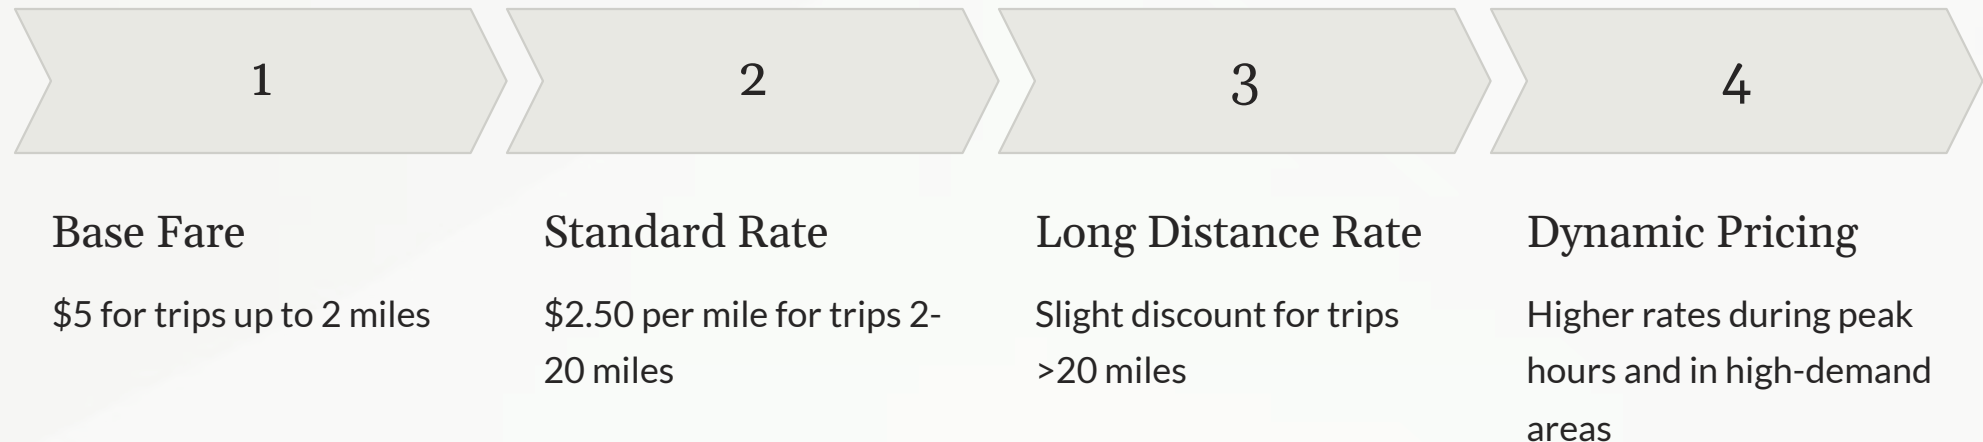 1
2
3
4
Base Fare
$5 for trips up to 2 miles
Standard Rate
$2.50 per mile for trips 2-
20 miles
Long Distance Rate
Slight discount for trips
>20 miles
Dynamic Pricing
Higher rates during peak
hours and in high-demand
areas